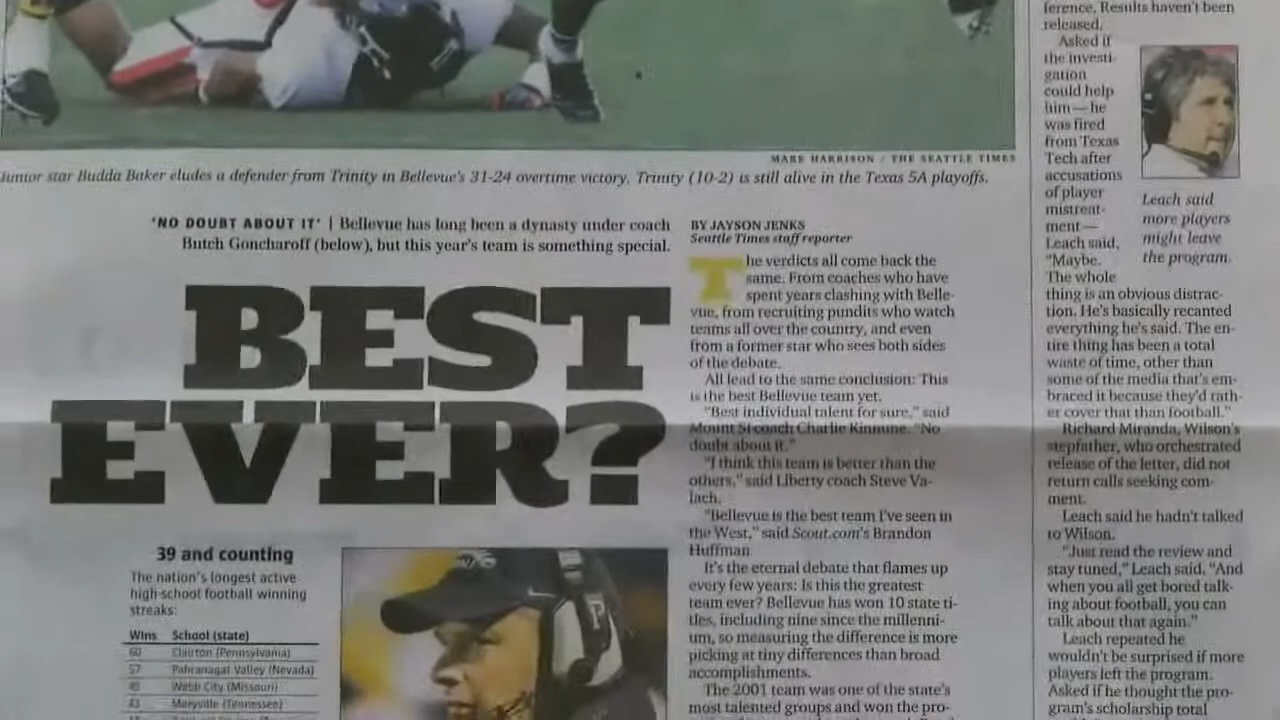 MARK HARRISON / THE SEATTLE TIMES
Junior star Budda Baker eludes a defender from Trinity in Bellevue's 31-24 overtime victory. Trinity (10-2) is still alive in the Texas 5A playoffs.
'NO DOUBT ABOUT IT' | Bellevue has long been a dynasty under coach
Butch Goncharoff (below), but this year's team is something special.
BEST
EVER?
39 and counting
The nation's longest active
high-school football winning
streaks:
Wins School (state)
60 Clairton (Pennsylvania)
57 Pahranagat Valley (Nevada)
45 Webb City (Missouri)
43 Maryville (Tennessee)
BY JAYSON JENKS
Seattle Times staff reporter
The verdicts all come back the
same. From coaches who have
spent years clashing with Belle-
vue, from recruiting pundits who watch
teams all over the country, and even
from a former star who sees both sides
of the debate.
All lead to the same conclusion: This
is the best Bellevue team yet.
"Best individual talent for sure," said
Mount Si coach Charlie Kinnune. "No
doubt about it."
"I think this team is better than the
others," said Liberty coach Steve Va-
lach.
"Bellevue is the best team I've seen in
the West," said Scout.com's Brandon
Huffman.
It's the eternal debate that flames up
every few years: Is this the greatest
team ever? Bellevue has won 10 state ti-
tles, including nine since the millenni-
um, so measuring the difference is more
picking at tiny differences than broad
accomplishments.
The 2001 team was one of the state's
most talented groups and won the pro-
ference. Results haven't been
released.
Asked if
the investi-
gation
could help
him — he
was fired
from Texas
Tech after
accusations
of player
mistreat-
ment —
Leach said,
"Maybe.
The whole
thing is an obvious distrac-
tion. He's basically recanted
everything he's said. The en-
tire thing has been a total
waste of time, other than
some of the media that's em-
braced it because they'd rath-
er cover that than football."
Richard Miranda, Wilson's
stepfather, who orchestrated
release of the letter, did not
return calls seeking com-
ment.
Leach said he hadn't talked
to Wilson.
"Just read the review and
stay tuned," Leach said. "And
when you all get bored talk-
ing about football, you can
talk about that again."
Leach repeated he
wouldn't be surprised if more
players left the program.
Asked if he thought the pro-
gram's scholarship total
Leach said
more players
might leave
the program.